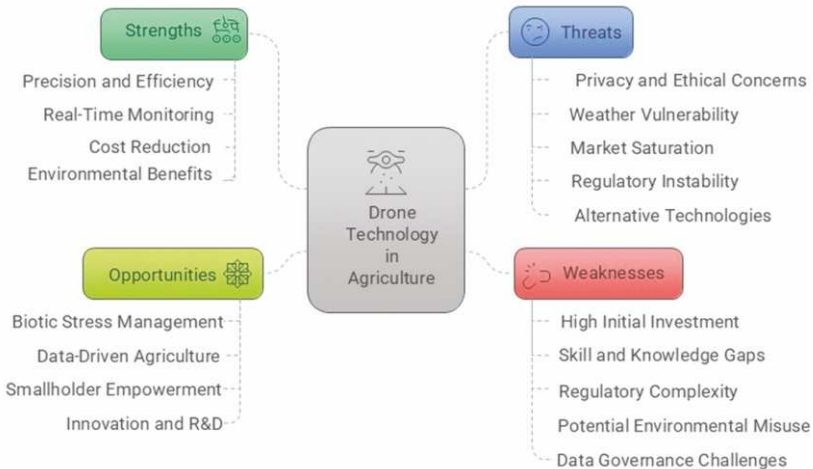 Strengths
Precision and Efficiency
Real-Time Monitoring
Cost Reduction
Environmental Benefits
Threats
Privacy and Ethical Concerns
Weather Vulnerability
Market Saturation
Regulatory Instability
Alternative Technologies
Drone
Technology
in
Agriculture
Opportunities
Biotic Stress Management
Data-Driven Agriculture
Smallholder Empowerment
Innovation and R&D
Weaknesses
High Initial Investment
Skill and Knowledge Gaps
Regulatory Complexity
Potential Environmental Misuse
Data Governance Challenges